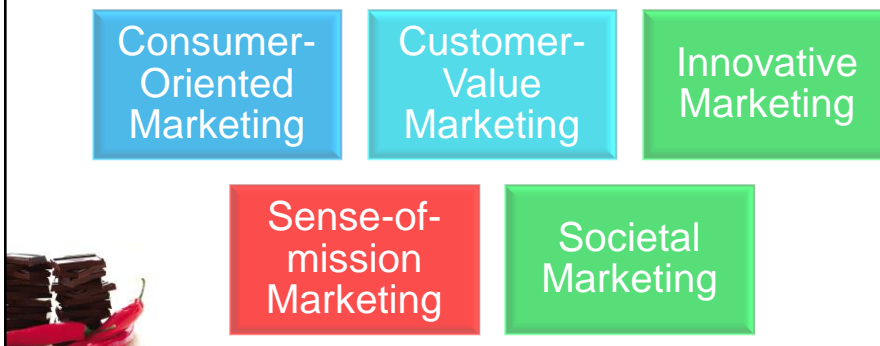 Consumer-
Oriented
Marketing
Customer-
Value
Marketing
Innovative
Marketing
Sense-of-
mission
Marketing
Societal
Marketing